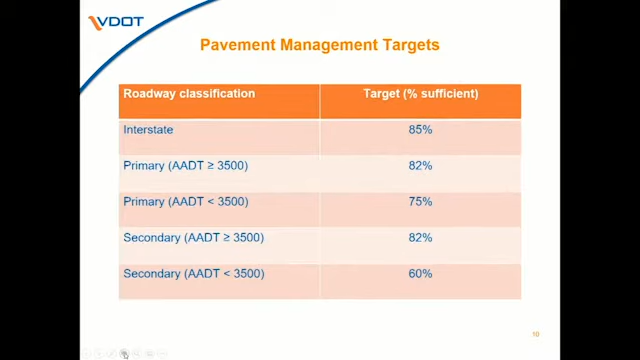 VDOT
Pavement Management Targets
Roadway classification Target (% sufficient)
Interstate 85%
Primary (AADT ≥ 3500) 82%
Primary (AADT < 3500) 75%
Secondary (AADT ≥ 3500) 82%
Secondary (AADT < 3500) 60%
10